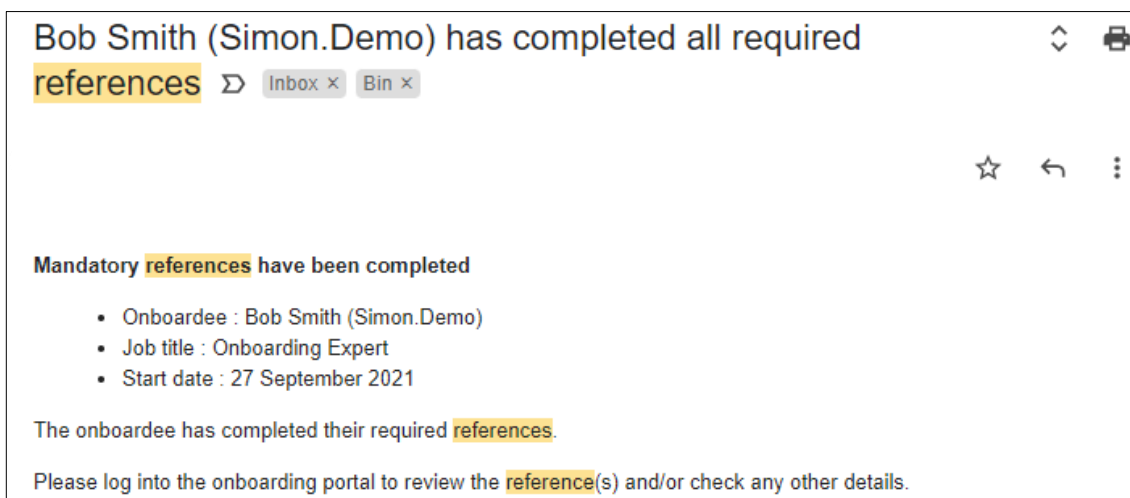 Bob Smith (Simon.Demo) has completed all required
references Inbox × Bin ×
Mandatory references have been completed
• Onboardee : Bob Smith (Simon.Demo)
• Job title : Onboarding Expert
• Start date : 27 September 2021
The onboardee has completed their required references.
Please log into the onboarding portal to review the reference(s) and/or check any other details.